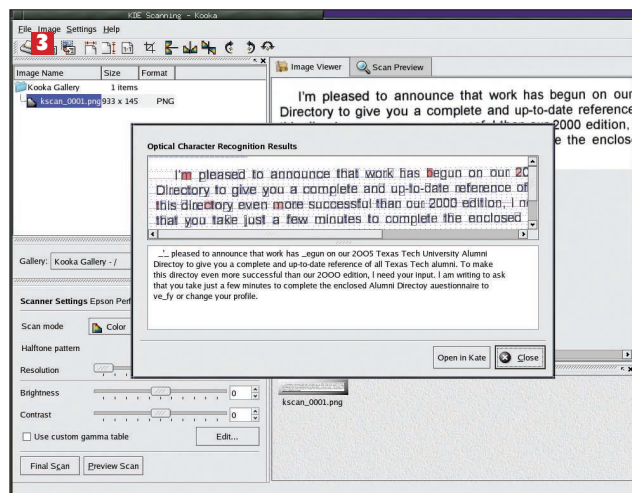 KDE Scanning - Kooka
File Image Settings Help
3
Image Name Size Format
Kooka Gallery 1 items
kscan_0001.png 933 x 145 PNG
Image Viewer Scan Preview
I'm pleased to announce that work has begun on our
Directory to give you a complete and up-to-date reference
2000 edition,
e the enclos
Optical Character Recognition Results
I'm pleased to announce that work has begun on our 20
Directory to give you a complete and up-to-date reference of
this directory even more successful than our 2000 edition, I n
that you take just a few minutes to complete the enclosed
_'_ pleased to announce that work has _egun on our 2OO5 Texas Tech University Alumni
Directoy to give you a complete and up-to-date reference of all Texas Tech alumni. To make
this directoy even more successful than our 2OOO edition, I need your input. I am writing to ask
that you take just a few minutes to complete the enclosed Alumni Directoy auestionnaire to
ve_fy or change your profile.
Open in Kate Close
Gallery: Kooka Gallery - /
Scanner Settings Epson Perf
Scan mode Color
Halftone pattern
Resolution
Brightness 0
Contrast 0
Use custom gamma table Edit...
Final Scan Preview Scan
kscan_0001.png